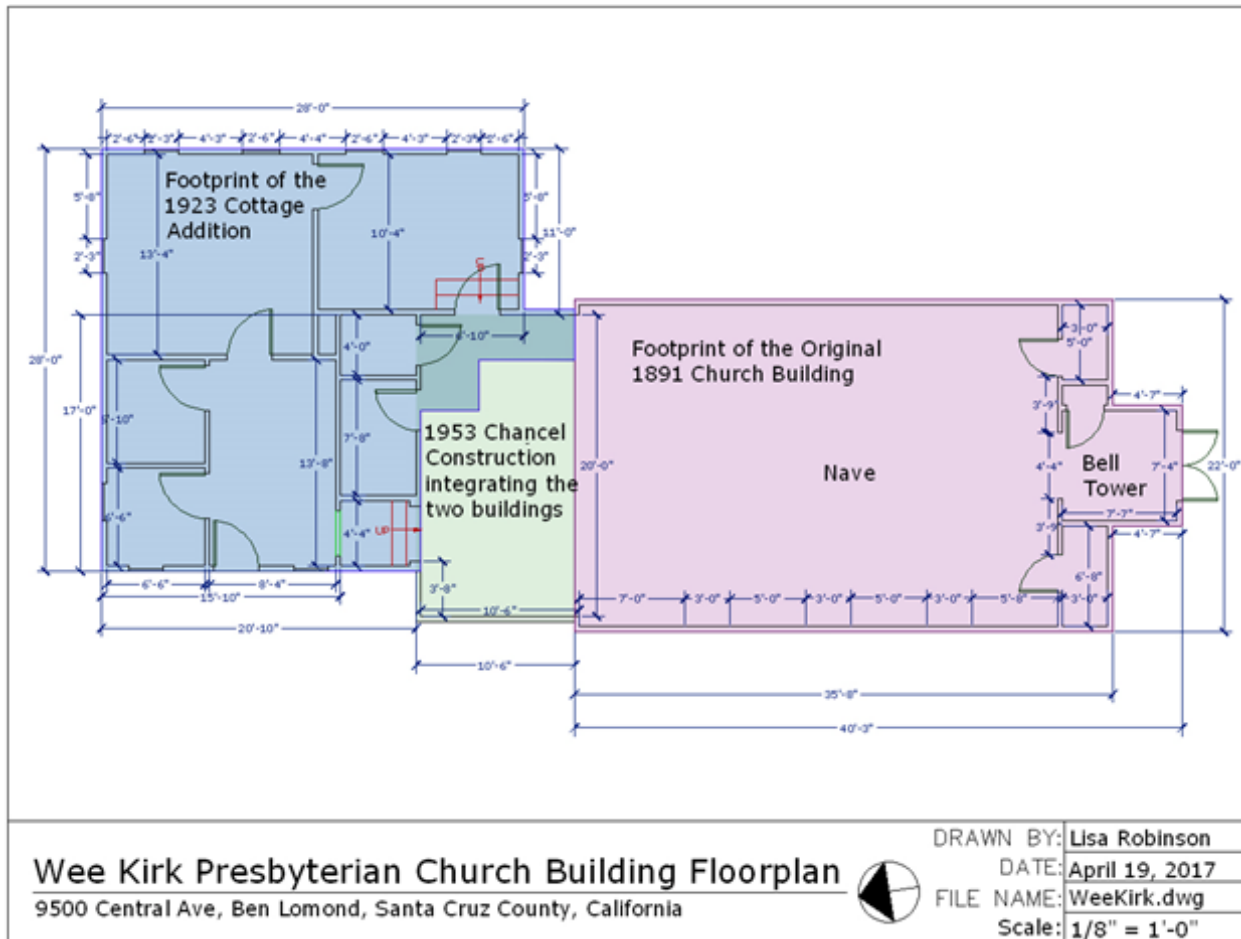 28'-0"
2'-6" 2'-3" 4'-3" 2'-6" 4'-4" 2'-6" 4'-3" 2'-3" 2'-6"
Footprint of the
1923 Cottage
Addition
5'-8"
2'-3"
13'-4"
10'-4"
5'-8"
11'-0"
2'-3"
28'-0"
17'-0"
4'-0"
7'-8"
13'-8"
4'-4"
UP
6'-6"
6'-6" 8'-4"
15'-10"
20'-10"
3'-8"
10'-6"
10'-6"
1953 Chancel
Construction
integrating the
two buildings
20'-0"
Footprint of the Original
1891 Church Building
Nave
3'-0"
5'-0"
3'-9"
4'-4"
3'-9"
4'-7"
Bell
Tower
7'-4"
22'-0"
7'-7"
4'-7"
6'-8"
7'-0" 3'-0" 5'-0" 3'-0" 5'-0" 3'-0" 5'-8" 3'-0"
35'-8"
40'-3"
Wee Kirk Presbyterian Church Building Floorplan
9500 Central Ave, Ben Lomond, Santa Cruz County, California
DRAWN BY: Lisa Robinson
DATE: April 19, 2017
FILE NAME: WeeKirk.dwg
Scale: 1/8" = 1'-0"